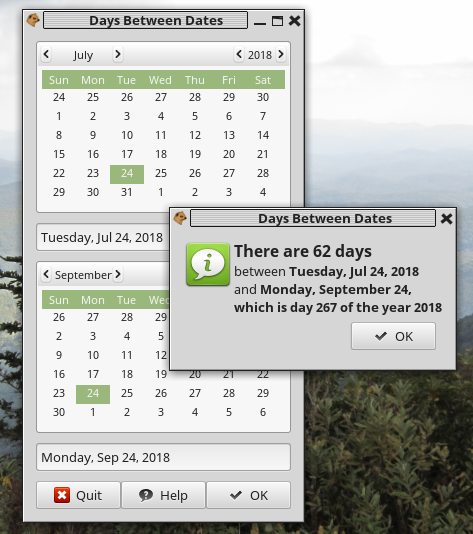 Days Between Dates
July 2018
Sun Mon Tue Wed Thu Fri Sat
24 25 26 27 28 29 30
1 2 3 4 5 6 7
8 9 10 11 12 13 14
15 16 17 18 19 20 21
22 23 24 25 26 27 28
29 30 31 1 2 3 4
Tuesday, Jul 24, 2018
September
Sun Mon Tue
26 27 28 29
2 3 4 5
9 10 11 12
16 17 18 19 20 21 22
23 24 25 26 27 28 29
30 1 2 3 4 5 6
Monday, Sep 24, 2018
Quit Help OK
Days Between Dates
There are 62 days
between Tuesday, Jul 24, 2018
and Monday, September 24,
which is day 267 of the year 2018
OK